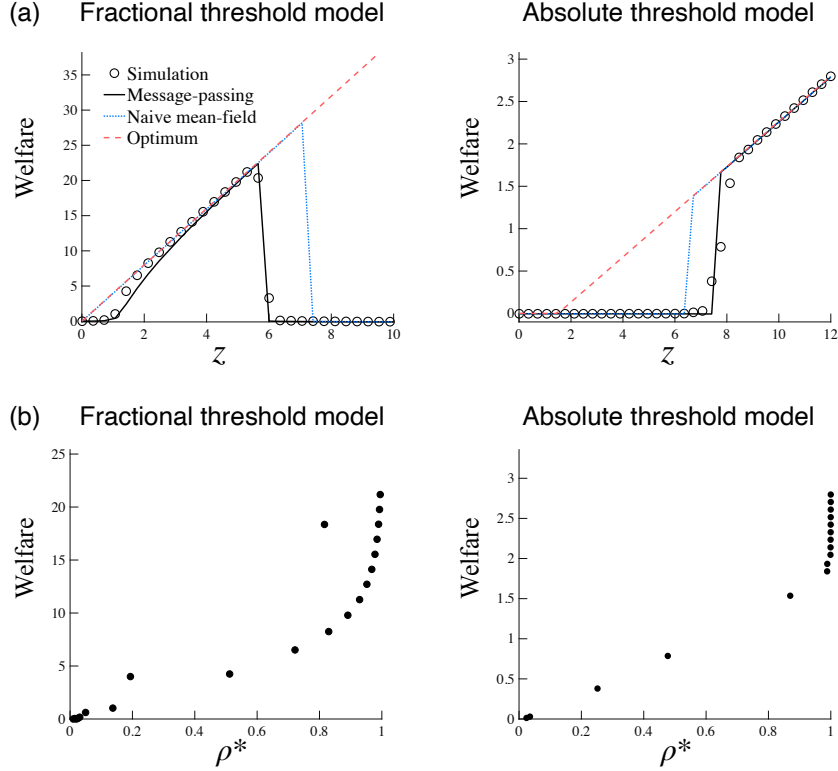 (a) Fractional threshold model Absolute threshold model
Welfare
35
30
25
20
15
10
5
0
Simulation
Message-passing
Naive mean-field
Optimum
0 2 4 6 8 10
z
Welfare
3
2.5
2
1.5
1
0.5
0
0 2 4 6 8 10 12
z
(b) Fractional threshold model Absolute threshold model
Welfare
25
20
15
10
5
0
0 0.2 0.4 0.6 0.8 1
ρ*
Welfare
3
2.5
2
1.5
1
0.5
0
0 0.2 0.4 0.6 0.8 1
ρ*